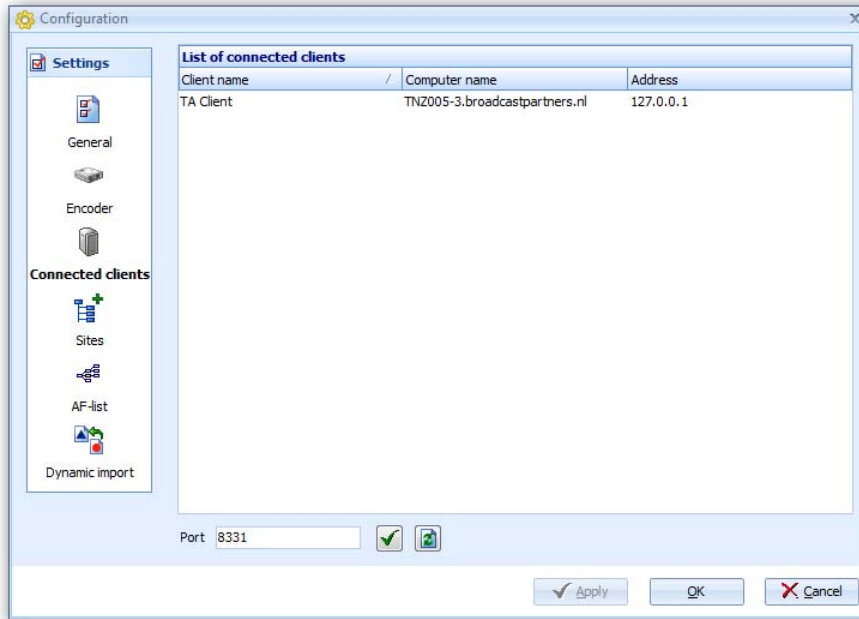 Configuration
Settings
General
Encoder
Connected clients
Sites
AF-list
Dynamic import
List of connected clients
Client name / Computer name Address
TA Client TNZ005-3.broadcastpartners.nl 127.0.0.1
Port 8331
Apply OK Cancel